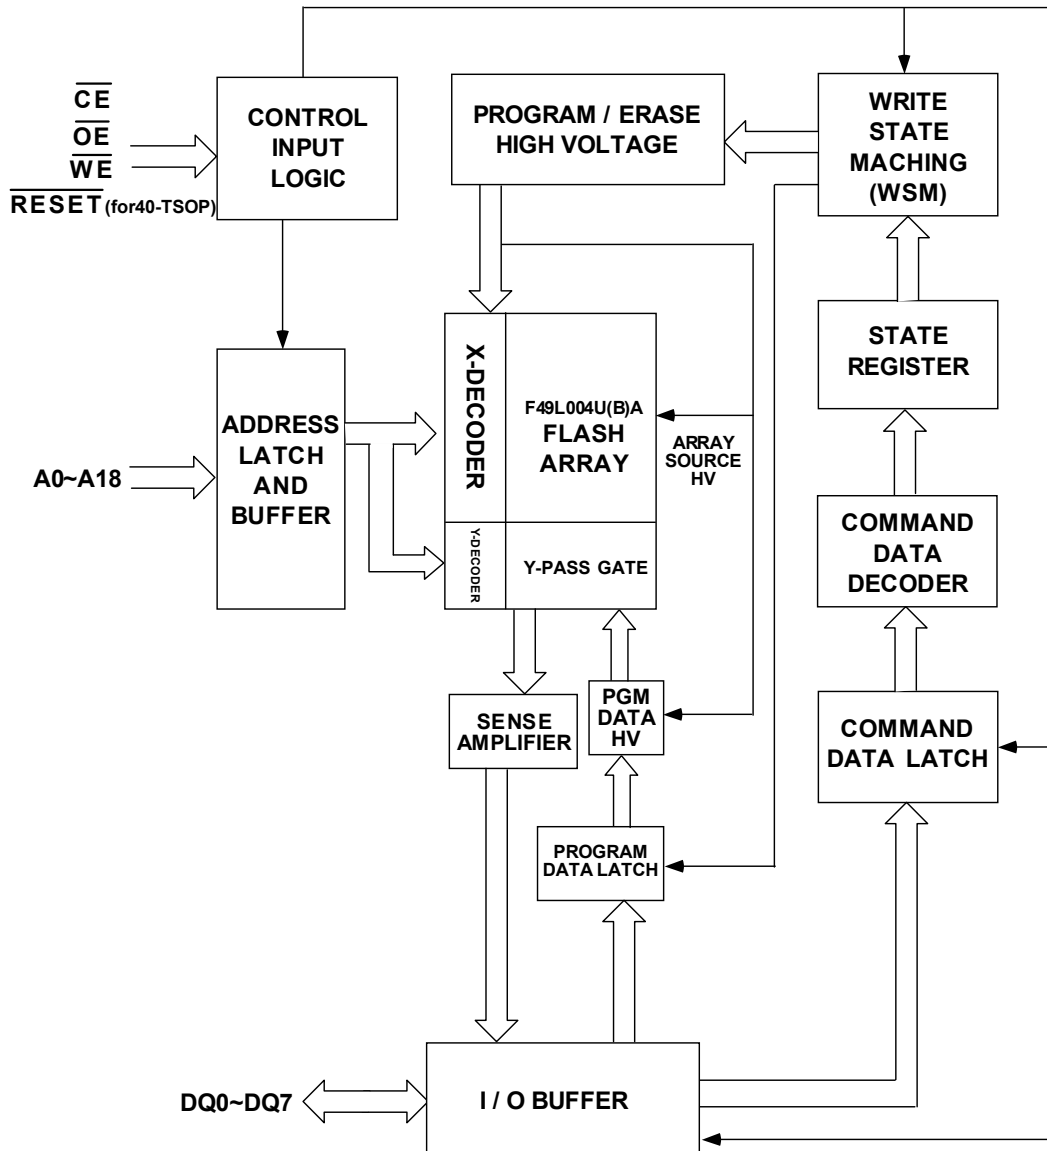 CE
OE
WE
RESET(for40-TSOP)
CONTROL
INPUT
LOGIC
PROGRAM / ERASE
HIGH VOLTAGE
WRITE
STATE
MACHING
(WSM)
STATE
REGISTER
A0~A18
ADDRESS
LATCH
AND
BUFFER
X-DECODER
F49L004U(B)A
FLASH
ARRAY
ARRAY
SOURCE
HV
Y-DECODER
Y-PASS GATE
COMMAND
DATA
DECODER
SENSE
AMPLIFIER
PGM
DATA
HV
COMMAND
DATA LATCH
PROGRAM
DATA LATCH
DQ0~DQ7
I / O BUFFER